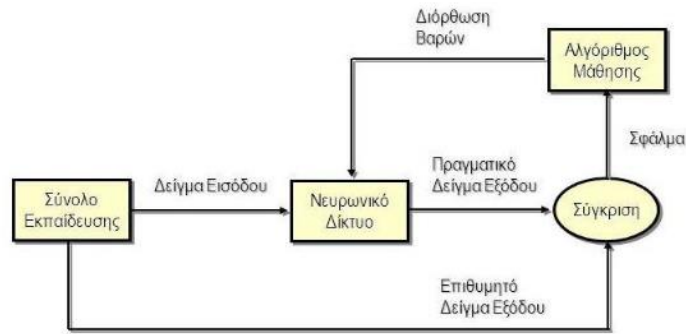 Διόρθωση
Βαρών
Αλγόριθμος
Μάθησης
Σφάλμα
Σύνολο
Εκπαίδευσης
Δείγμα Εισόδου
Νευρωνικό
Δίκτυο
Πραγματικό
Δείγμα Εξόδου
Σύγκριση
Επιθυμητό
Δείγμα Εξόδου